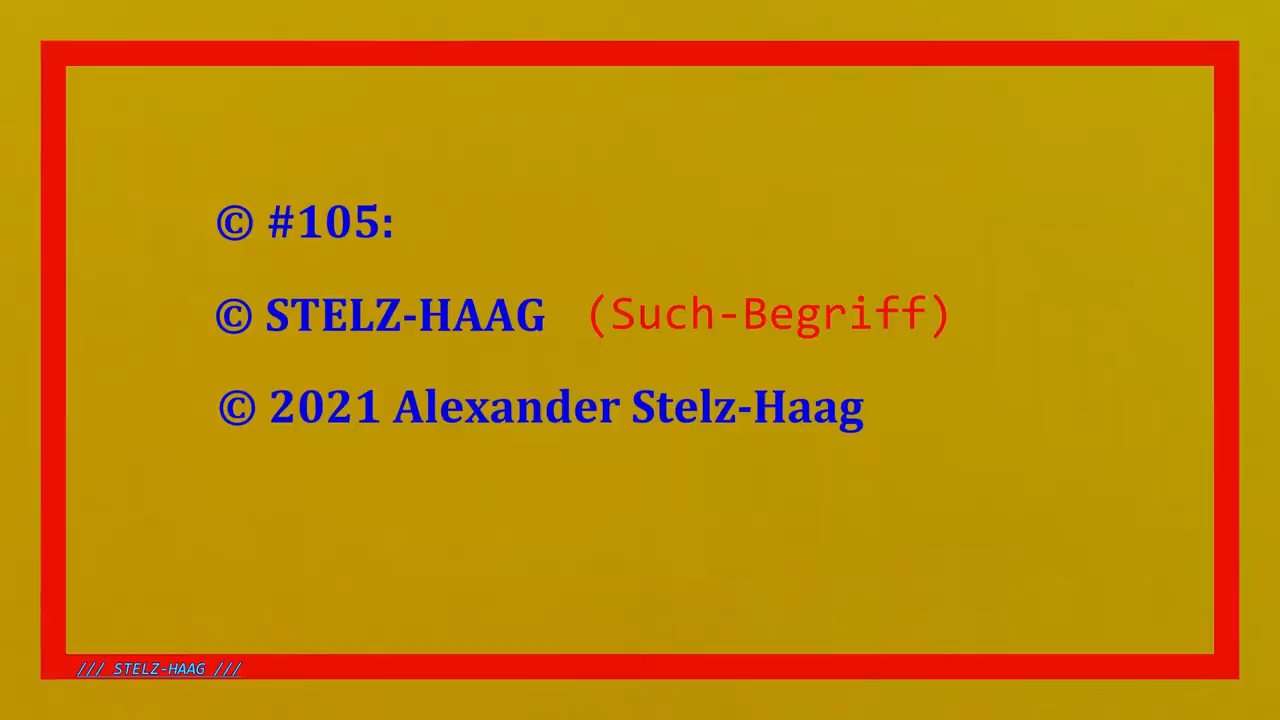 © #105:
© STELZ-HAAG (Such-Begriff)
© 2021 Alexander Stelz-Haag
/// STELZ-HAAG ///